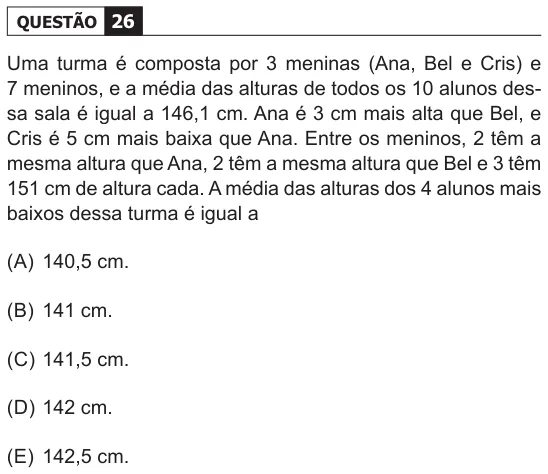 QUESTÃO 26
Uma turma é composta por 3 meninas (Ana, Bel e Cris) e
7 meninos, e a média das alturas de todos os 10 alunos des-
sa sala é igual a 146,1 cm. Ana é 3 cm mais alta que Bel, e
Cris é 5 cm mais baixa que Ana. Entre os meninos, 2 têm a
mesma altura que Ana, 2 têm a mesma altura que Bel e 3 têm
151 cm de altura cada. A média das alturas dos 4 alunos mais
baixos dessa turma é igual a
(A) 140,5 cm.
(B) 141 cm.
(C) 141,5 cm.
(D) 142 cm.
(E) 142,5 cm.